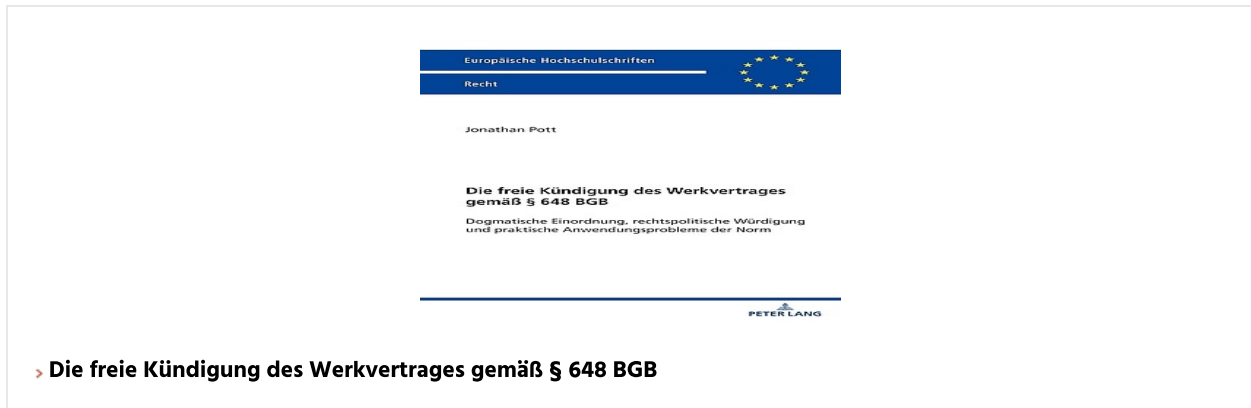 Europäische Hochschulschriften
Recht
Jonathan Pott
Die freie Kündigung des Werkvertrages
gemäß § 648 BGB
Dogmatische Einordnung, rechtspolitische Würdigung
und praktische Anwendungsprobleme der Norm
PETER LANG
› Die freie Kündigung des Werkvertrages gemäß § 648 BGB